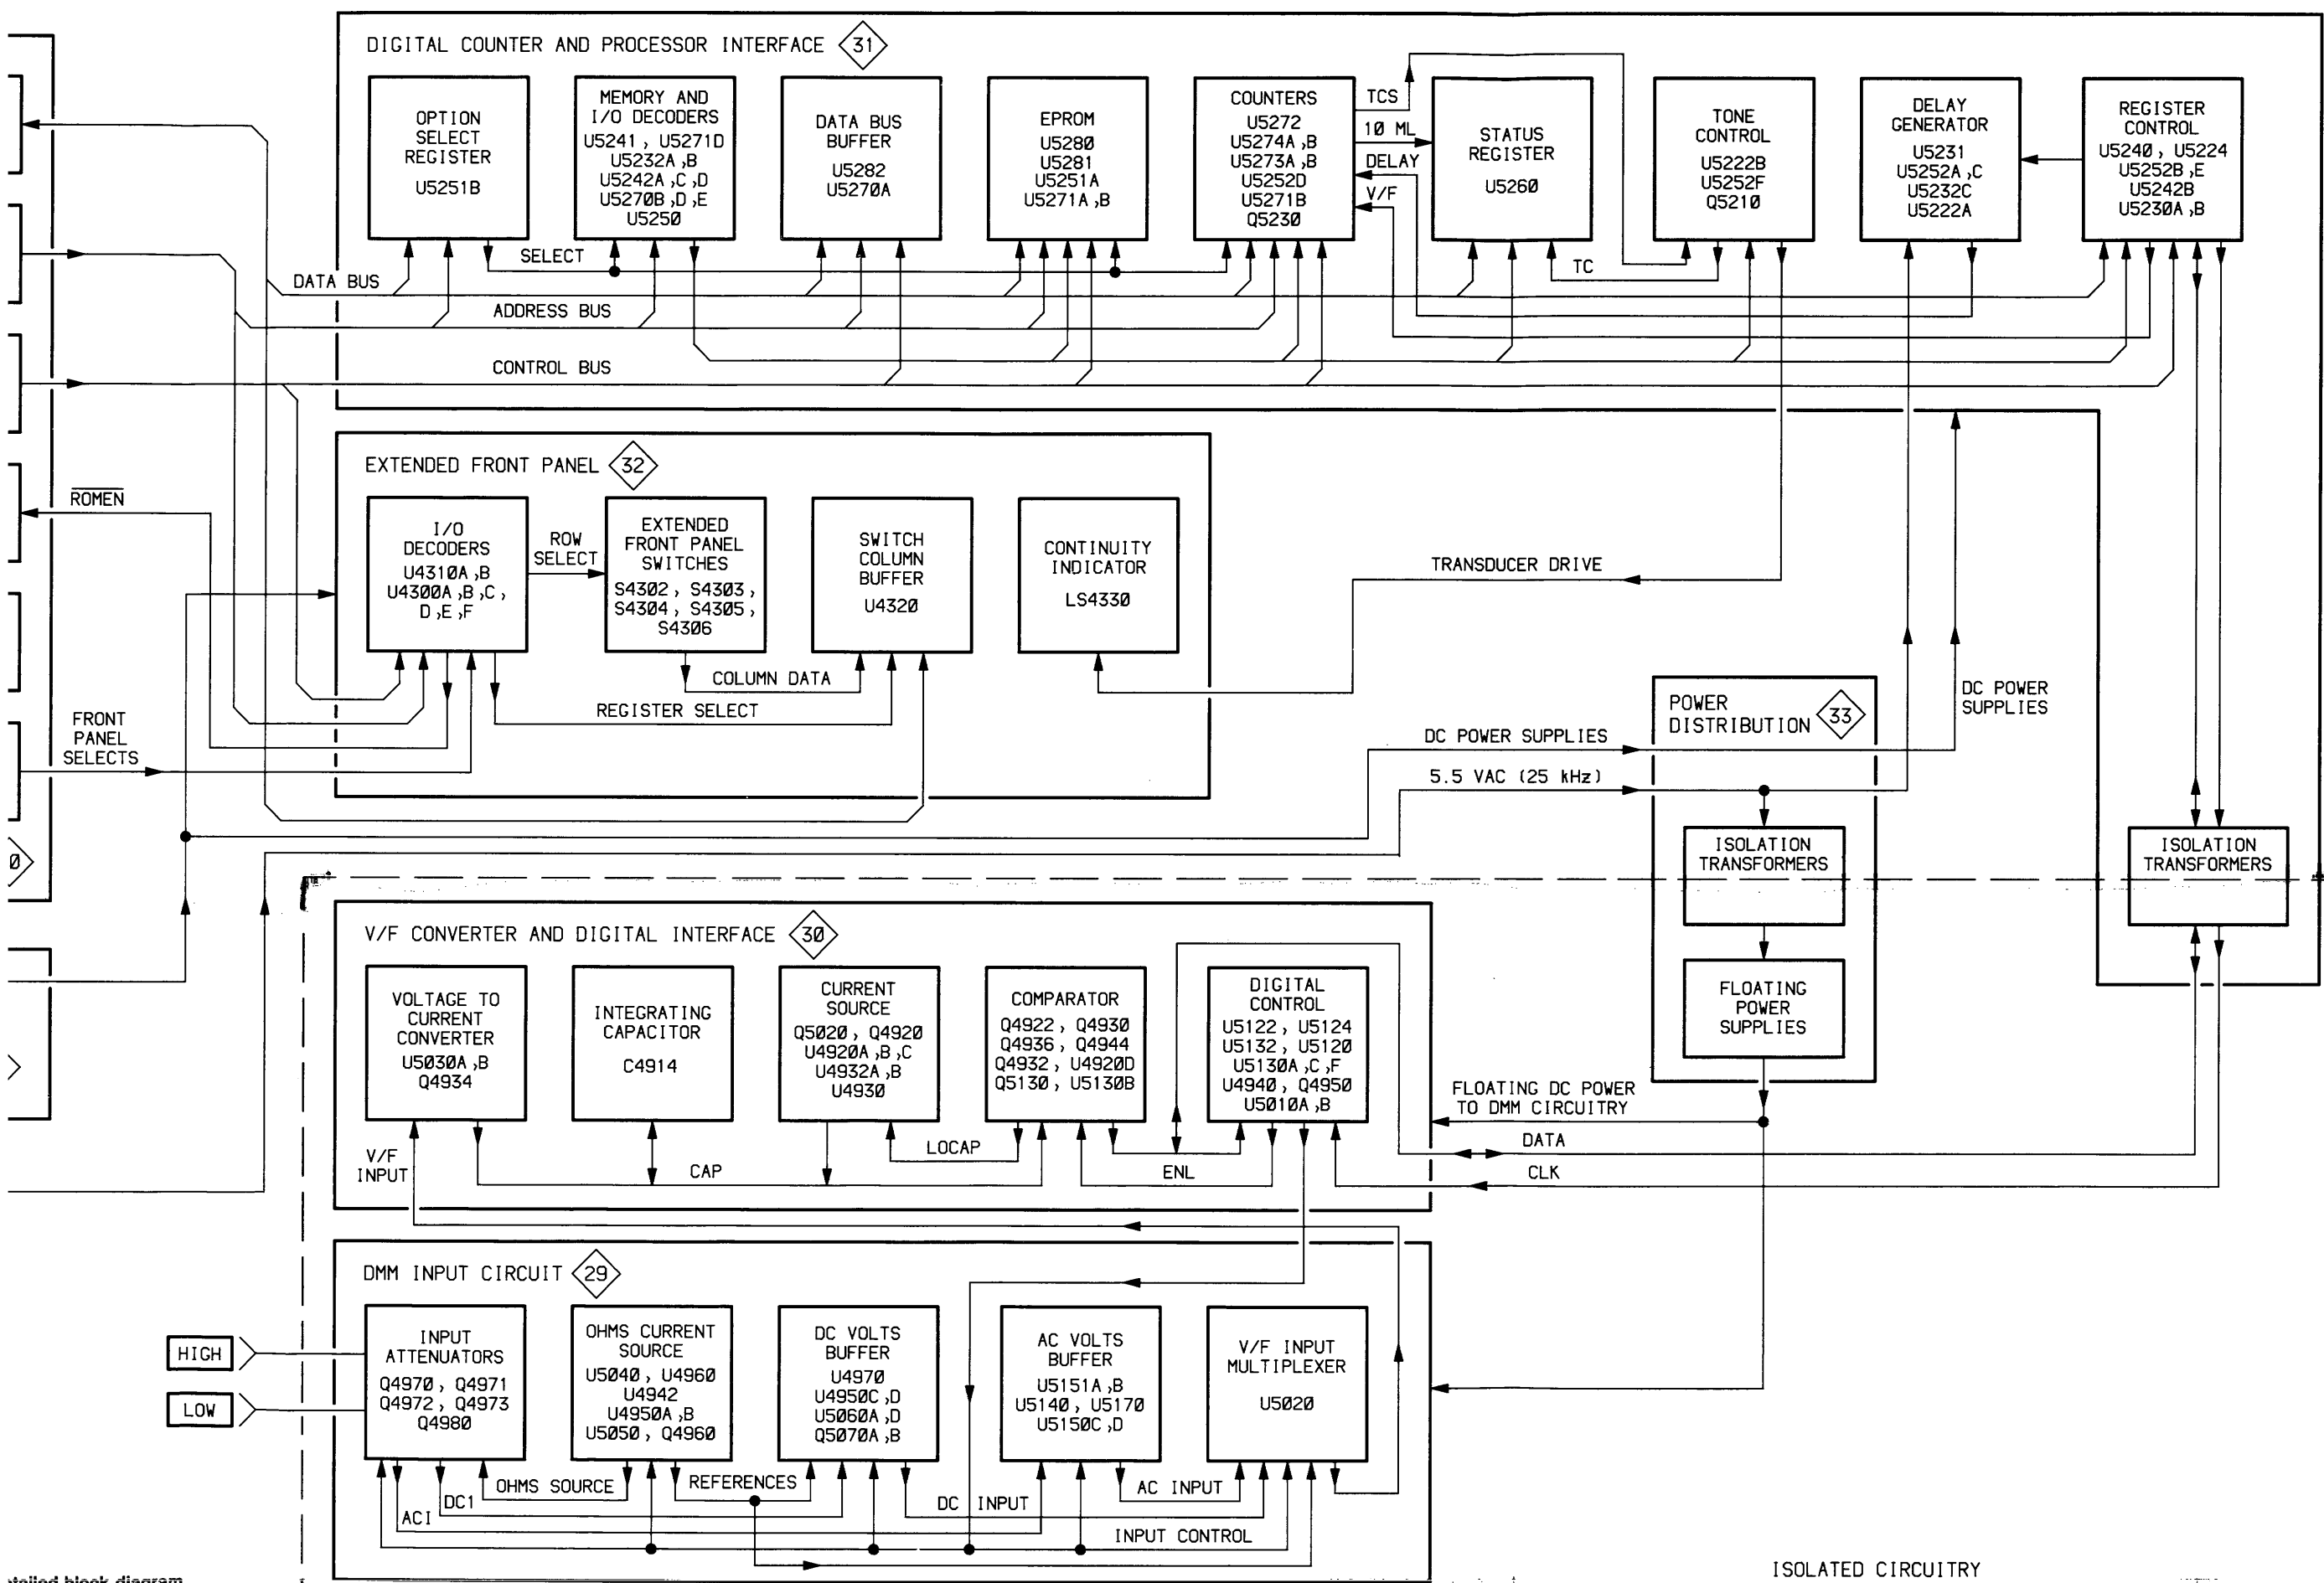 DIGITAL COUNTER AND PROCESSOR INTERFACE 31
OPTION
SELECT
REGISTER
U5251B
MEMORY AND
I/O DECODERS
U5241, U5271D
U5232A,B
U5242A,C,D
U5270B,D,E
U5250
DATA BUS
BUFFER
U5282
U5270A
EPROM
U5280
U5281
U5251A
U5271A,B
COUNTERS
U5272
U5274A,B
U5273A,B
U5252D
U5271B
Q5230
TCS
10 ML
DELAY
V/F
STATUS
REGISTER
U5260
TONE
CONTROL
U5222B
U5252F
Q5210
DELAY
GENERATOR
U5231
U5252A,C
U5232C
U5222A
REGISTER
CONTROL
U5240, U5224
U5252B,E
U5242B
U5230A,B
SELECT
TC
DATA BUS
ADDRESS BUS
CONTROL BUS
EXTENDED FRONT PANEL 32
ROMEN
I/O
DECODERS
U4310A,B
U4300A,B,C,
D,E,F
ROW
SELECT
EXTENDED
FRONT PANEL
SWITCHES
S4302, S4303,
S4304, S4305,
S4306
SWITCH
COLUMN
BUFFER
U4320
CONTINUITY
INDICATOR
LS4330
TRANSDUCER DRIVE
COLUMN DATA
REGISTER SELECT
FRONT
PANEL
SELECTS
POWER
DISTRIBUTION 33
DC POWER
SUPPLIES
DC POWER SUPPLIES
5.5 VAC (25 kHz)
ISOLATION
TRANSFORMERS
ISOLATION
TRANSFORMERS
0
V/F CONVERTER AND DIGITAL INTERFACE 30
VOLTAGE TO
CURRENT
CONVERTER
U5030A,B
Q4934
INTEGRATING
CAPACITOR
C4914
CURRENT
SOURCE
Q5020, Q4920
U4920A,B,C
U4932A,B
U4930
COMPARATOR
Q4922, Q4930
Q4936, Q4944
Q4932, U4920D
Q5130, U5130B
DIGITAL
CONTROL
U5122, U5124
U5132, U5120
U5130A,C,F
U4940, Q4950
U5010A,B
FLOATING
POWER
SUPPLIES
FLOATING DC POWER
TO DMM CIRCUITRY
V/F
INPUT
CAP
LOCAP
ENL
DATA
CLK
DMM INPUT CIRCUIT 29
HIGH
LOW
INPUT
ATTENUATORS
Q4970, Q4971
Q4972, Q4973
Q4980
OHMS CURRENT
SOURCE
U5040, U4960
U4942
U4950A,B
U5050, Q4960
DC VOLTS
BUFFER
U4970
U4950C,D
U5060A,D
Q5070A,B
AC VOLTS
BUFFER
U5151A,B
U5140, U5170
U5150C,D
V/F INPUT
MULTIPLEXER
U5020
OHMS SOURCE
REFERENCES
AC INPUT
DC1
DC INPUT
ACI
INPUT CONTROL
ISOLATED CIRCUITRY
block diagram